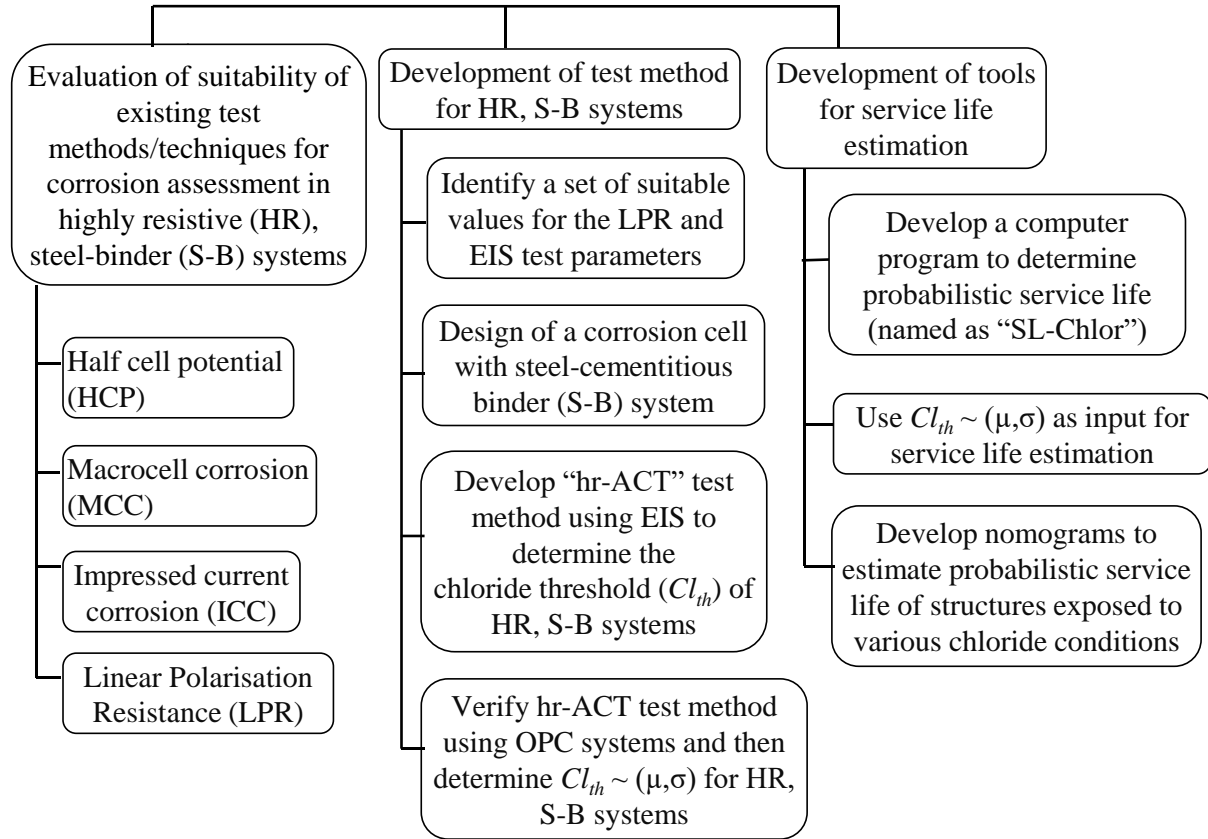 Evaluation of suitability of
existing test
methods/techniques for
corrosion assessment in
highly resistive (HR),
steel-binder (S-B) systems
Half cell potential
(HCP)
Macrocell corrosion
(MCC)
Impressed current
corrosion (ICC)
Linear Polarisation
Resistance (LPR)
Development of test method
for HR, S-B systems
Identify a set of suitable
values for the LPR and
EIS test parameters
Design of a corrosion cell
with steel-cementitious
binder (S-B) system
Develop “hr-ACT” test
method using EIS to
determine the
chloride threshold (Cl_th) of
HR, S-B systems
Verify hr-ACT test method
using OPC systems and then
determine Cl_th ~ (μ,σ) for HR,
S-B systems
Development of tools
for service life
estimation
Develop a computer
program to determine
probabilistic service life
(named as “SL-Chlor”)
Use Cl_th ~ (μ,σ) as input for
service life estimation
Develop nomograms to
estimate probabilistic service
life of structures exposed to
various chloride conditions